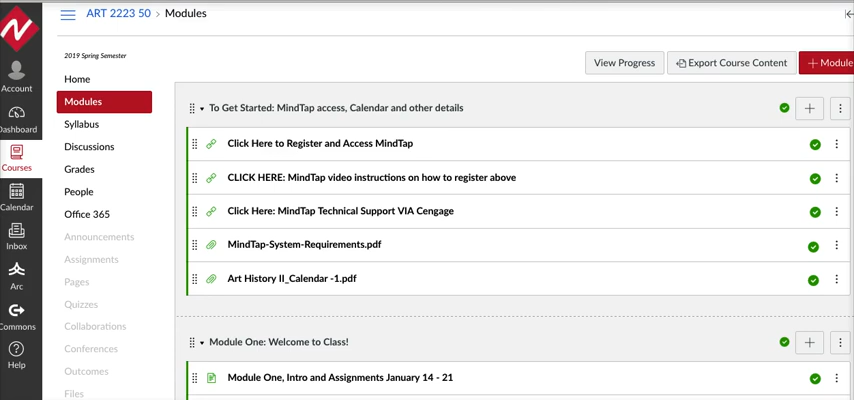 ART 2223 50 > Modules
2019 Spring Semester
View Progress
Export Course Content
+ Module
Account
Dashboard
Courses
Calendar
Inbox
Arc
Commons
Help
Home
Modules
Syllabus
Discussions
Grades
People
Office 365
Announcements
Assignments
Pages
Quizzes
Collaborations
Conferences
Outcomes
Files
To Get Started: MindTap access, Calendar and other details
Click Here to Register and Access MindTap
CLICK HERE: MindTap video instructions on how to register above
Click Here: MindTap Technical Support VIA Cengage
MindTap-System-Requirements.pdf
Art History II_Calendar -1.pdf
Module One: Welcome to Class!
Module One, Intro and Assignments January 14 - 21